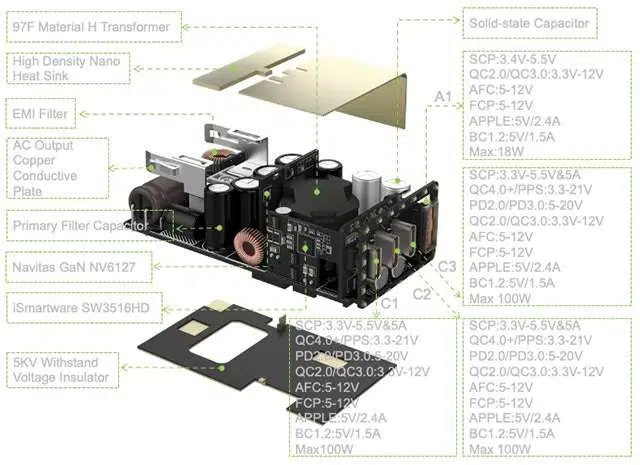 97F Material H Transformer
High Density Nano
Heat Sink
EMI Filter
AC Output
Copper
Conductive
Plate
Primary Filter Capacitor
Navitas GaN NV6127
iSmartware SW3516HD
5KV Withstand
Voltage Insulator
Solid-state Capacitor
A1
SCP:3.4V-5.5V
QC2.0/QC3.0:3.3V-12V
AFC:5-12V
FCP:5-12V
APPLE:5V/2.4A
BC1.2:5V/1.5A
Max:18W
C3
SCP:3.3V-5.5V&5A
QC4.0+/PPS:3.3-21V
PD2.0/PD3.0:5-20V
QC2.0/QC3.0:3.3V-12V
AFC:5-12V
FCP:5-12V
APPLE:5V/2.4A
BC1.2:5V/1.5A
Max 100W
C1
SCP:3.3V-5.5V&5A
QC4.0+/PPS:3.3-21V
PD2.0/PD3.0:5-20V
QC2.0/QC3.0:3.3V-12V
AFC:5-12V
FCP:5-12V
APPLE:5V/2.4A
BC1.2:5V/1.5A
Max100W
C2
SCP:3.3V-5.5V&5A
QC4.0+/PPS:3.3-21V
PD2.0/PD3.0:5-20V
QC2.0/QC3.0:3.3V-12V
AFC:5-12V
FCP:5-12V
APPLE:5V/2.4A
BC1.2:5V/1.5A
Max 100W